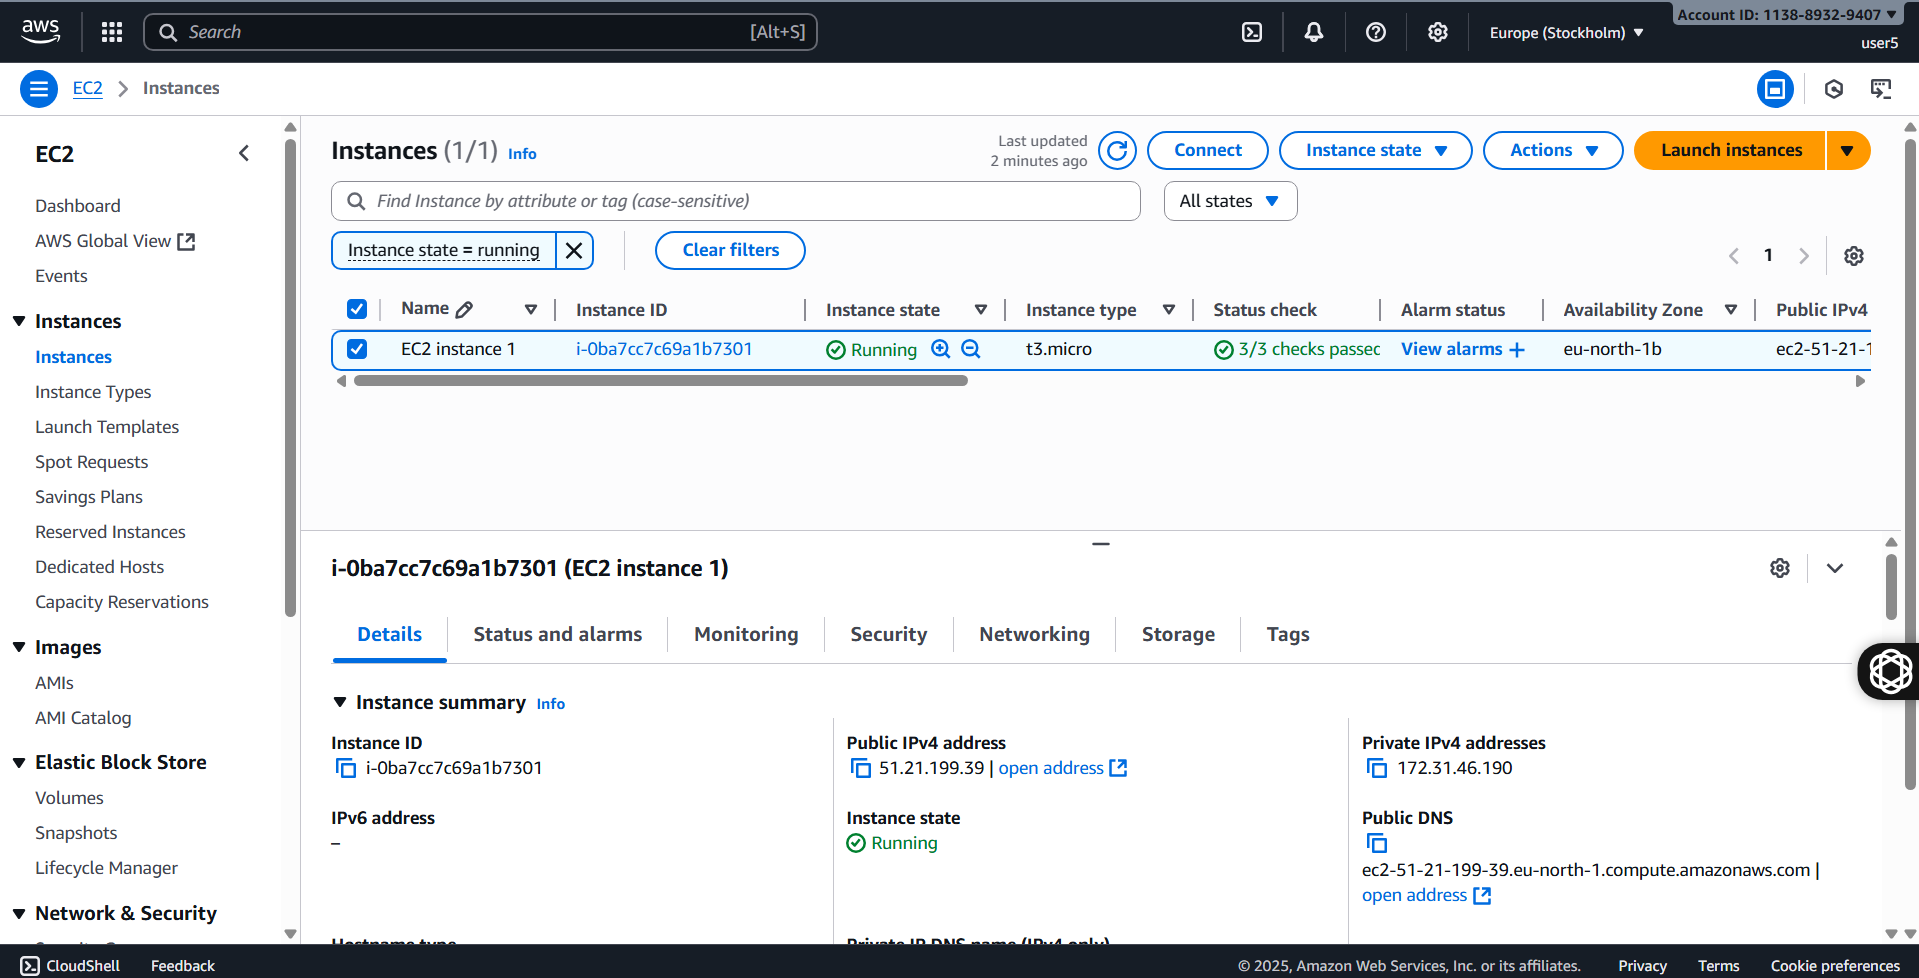 aws
Search [Alt+S]
Europe (Stockholm)
Account ID: 1138-8932-9407
user5
EC2 Instances
EC2
Dashboard
AWS Global View
Events
Instances
Instances
Instance Types
Launch Templates
Spot Requests
Savings Plans
Reserved Instances
Dedicated Hosts
Capacity Reservations
Images
AMIs
AMI Catalog
Elastic Block Store
Volumes
Snapshots
Lifecycle Manager
Network & Security
Instances (1/1) Info
Last updated
2 minutes ago
Connect
Instance state
Actions
Launch instances
Find Instance by attribute or tag (case-sensitive)
All states
Instance state = running
Clear filters
1
Name Instance ID Instance state Instance type Status check Alarm status Availability Zone Public IPv4
EC2 instance 1 i-0ba7cc7c69a1b7301 Running t3.micro 3/3 checks passed View alarms + eu-north-1b ec2-51-21-1
i-0ba7cc7c69a1b7301 (EC2 instance 1)
Details Status and alarms Monitoring Security Networking Storage Tags
Instance summary Info
Instance ID
i-0ba7cc7c69a1b7301
Public IPv4 address
51.21.199.39 | open address
Private IPv4 addresses
172.31.46.190
IPv6 address
–
Instance state
Running
Public DNS
ec2-51-21-199-39.eu-north-1.compute.amazonaws.com |
open address
Hostname type
Private IP DNS name (IPv4 only)
CloudShell Feedback
© 2025, Amazon Web Services, Inc. or its affiliates. Privacy Terms Cookie preferences